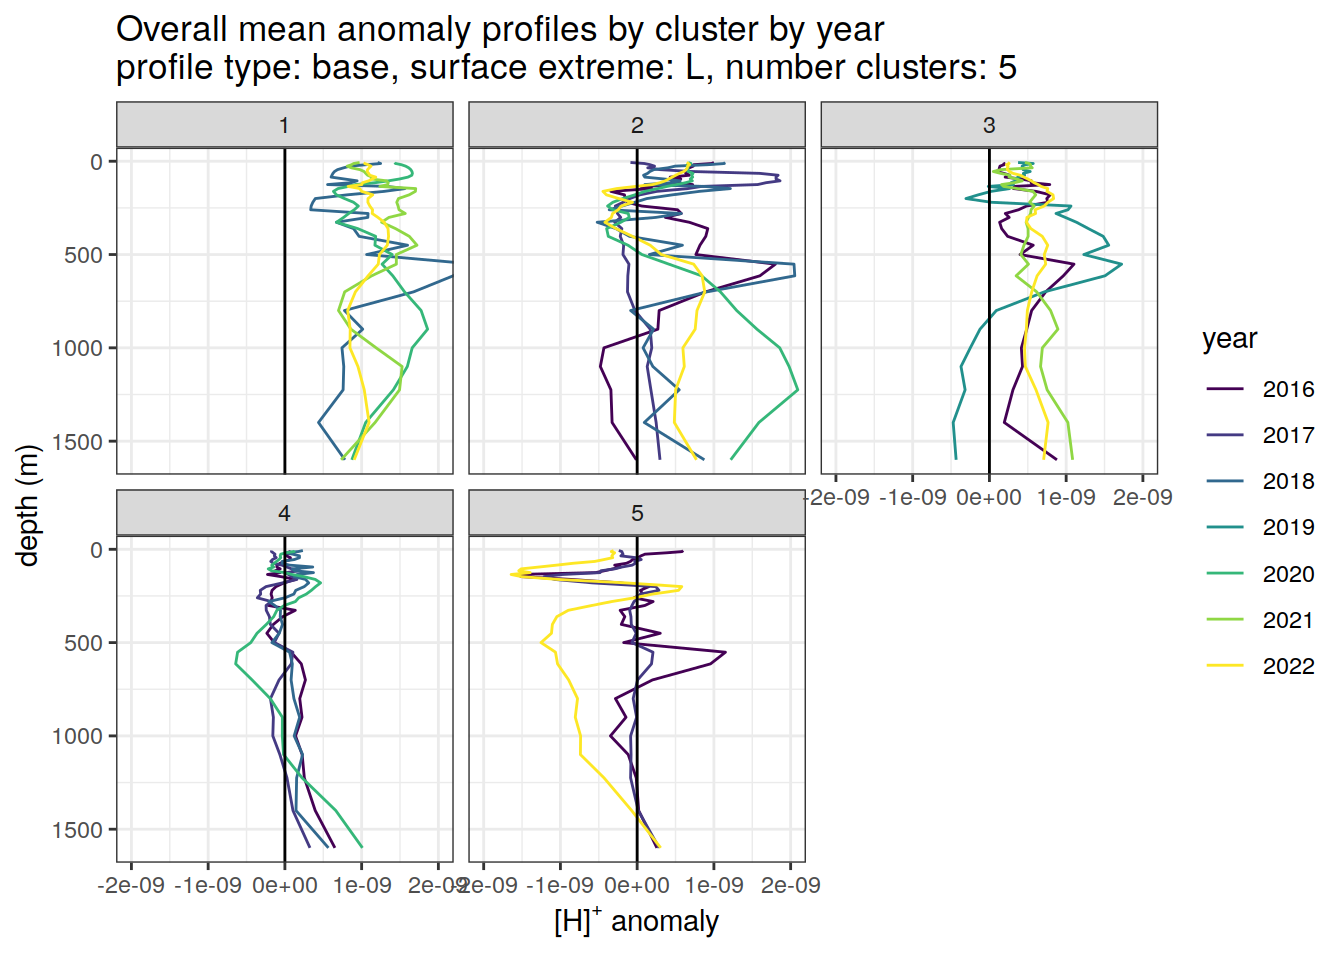 Overall mean anomaly profiles by cluster by year
profile type: base, surface extreme: L, number clusters: 5
1
2
3
0
500
1000
1500
-2e-09 -1e-09 0e+00 1e-09 2e-09
4
5
0
500
1000
1500
-2e-09 -1e-09 0e+00 1e-09 2e-09
-2e-09 -1e-09 0e+00 1e-09 2e-09
depth (m)
[H]⁺ anomaly
year
2016
2017
2018
2019
2020
2021
2022